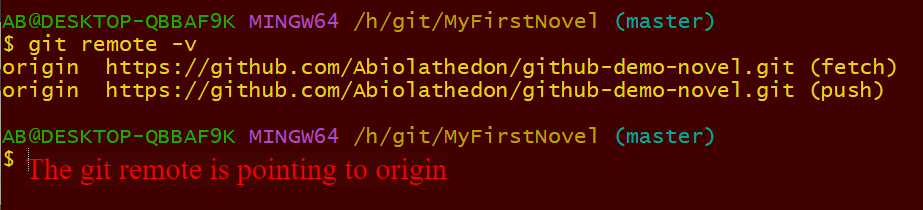 AB@DESKTOP-QBBAF9K MINGW64 /h/git/MyFirstNovel (master)
$ git remote -v
origin  https://github.com/Abiolathedon/github-demo-novel.git (fetch)
origin  https://github.com/Abiolathedon/github-demo-novel.git (push)
AB@DESKTOP-QBBAF9K MINGW64 /h/git/MyFirstNovel (master)
$
The git remote is pointing to origin